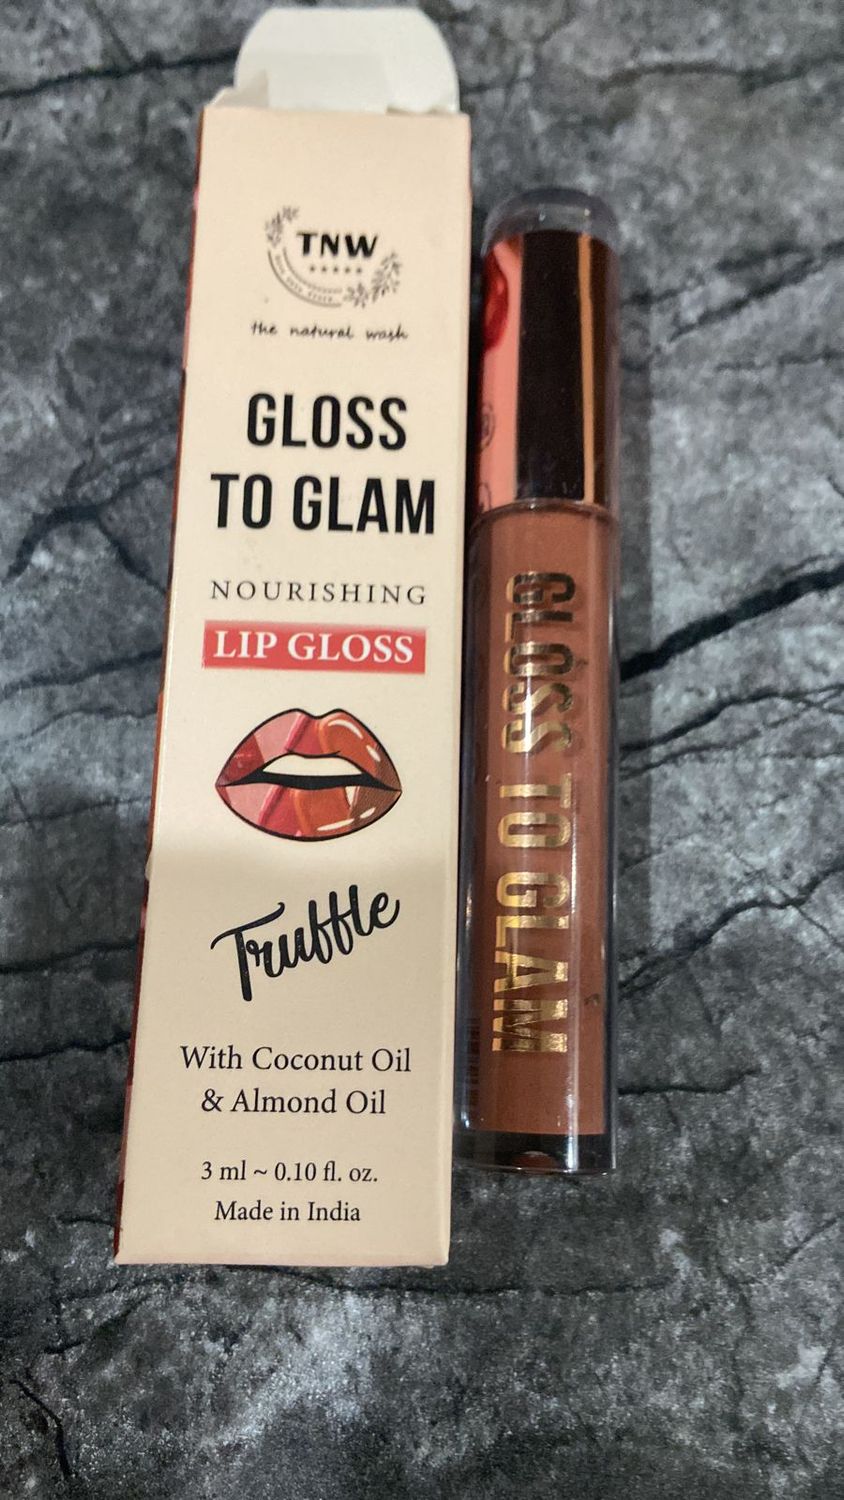 TNW
the natural wash
GLOSS
TO GLAM
NOURISHING
LIP GLOSS
Truffle
With Coconut Oil
& Almond Oil
3 ml ~ 0.10 fl. oz.
Made in India
GLOSS TO GLAM